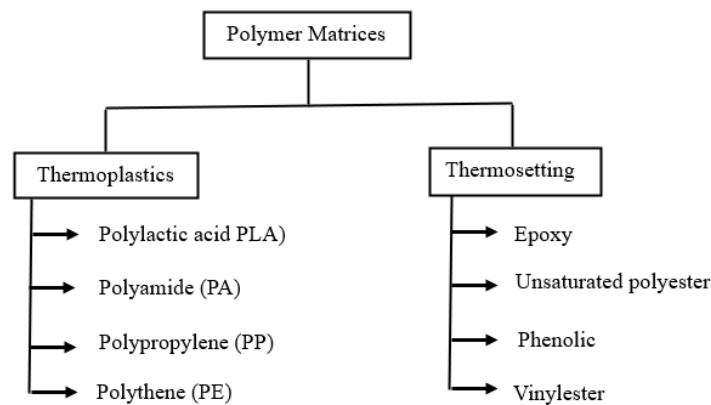 Polymer Matrices
Thermoplastics
Polylactic acid PLA)
Polyamide (PA)
Polypropylene (PP)
Polythene (PE)
Thermosetting
Epoxy
Unsaturated polyester
Phenolic
Vinylester